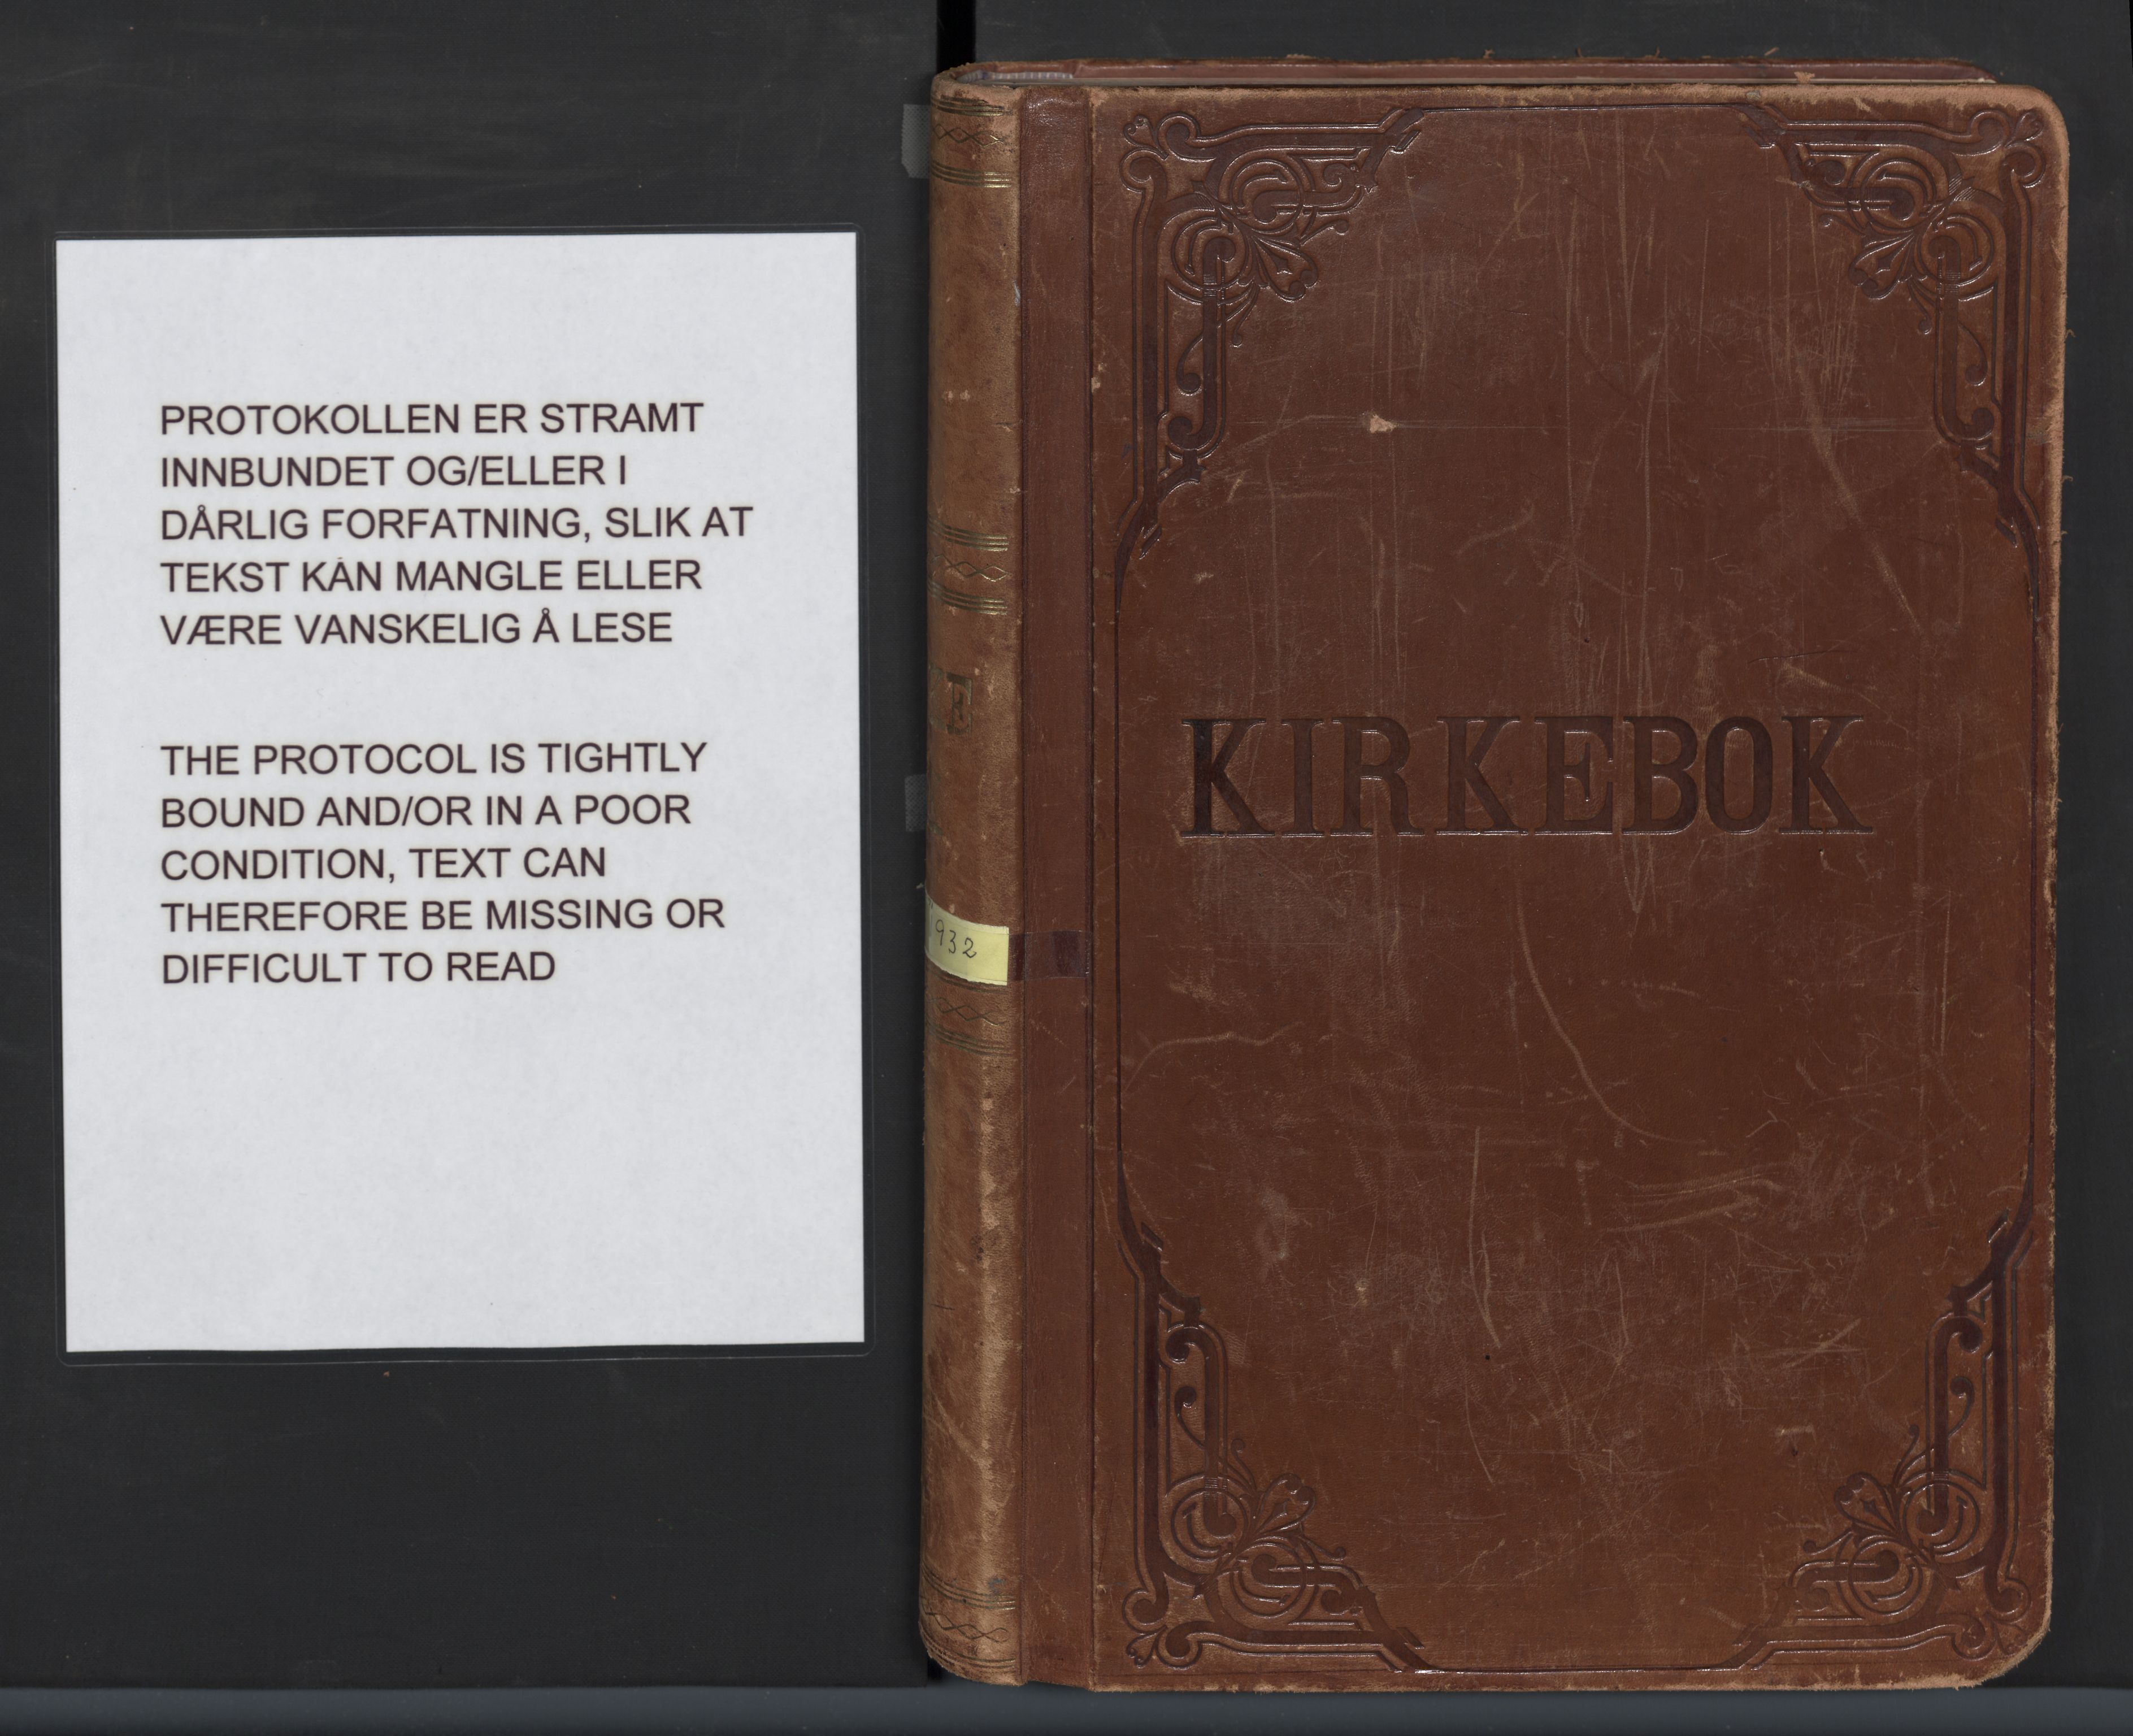 PROTOKOLLEN ER STRAMT
INNBUNDET OG/ELLER I
DÅRLIG FORFATNING, SLIK AT
TEKST KAN MANGLE ELLER
VÆRE VANSKELIG Å LESE
THE PROTOCOL IS TIGHTLY
BOUND AND/OR IN A POOR
CONDITION, TEXT CAN
THEREFORE BE MISSING OR
DIFFICULT TO READ
E
932
KIRKEBOK